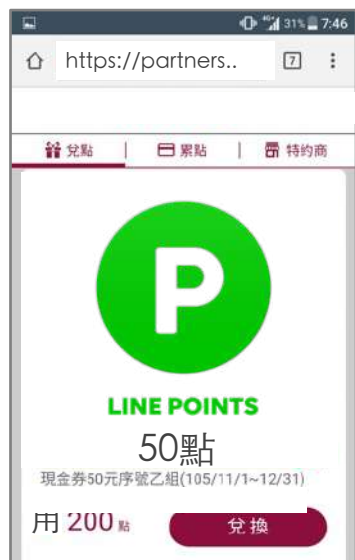 4G 31% 7:46
https://partners.. 7
兌點 | 累點 | 特約商
P
LINE POINTS
50點
現金券50元序號乙組(105/11/1~12/31)
用 200 點 兌換